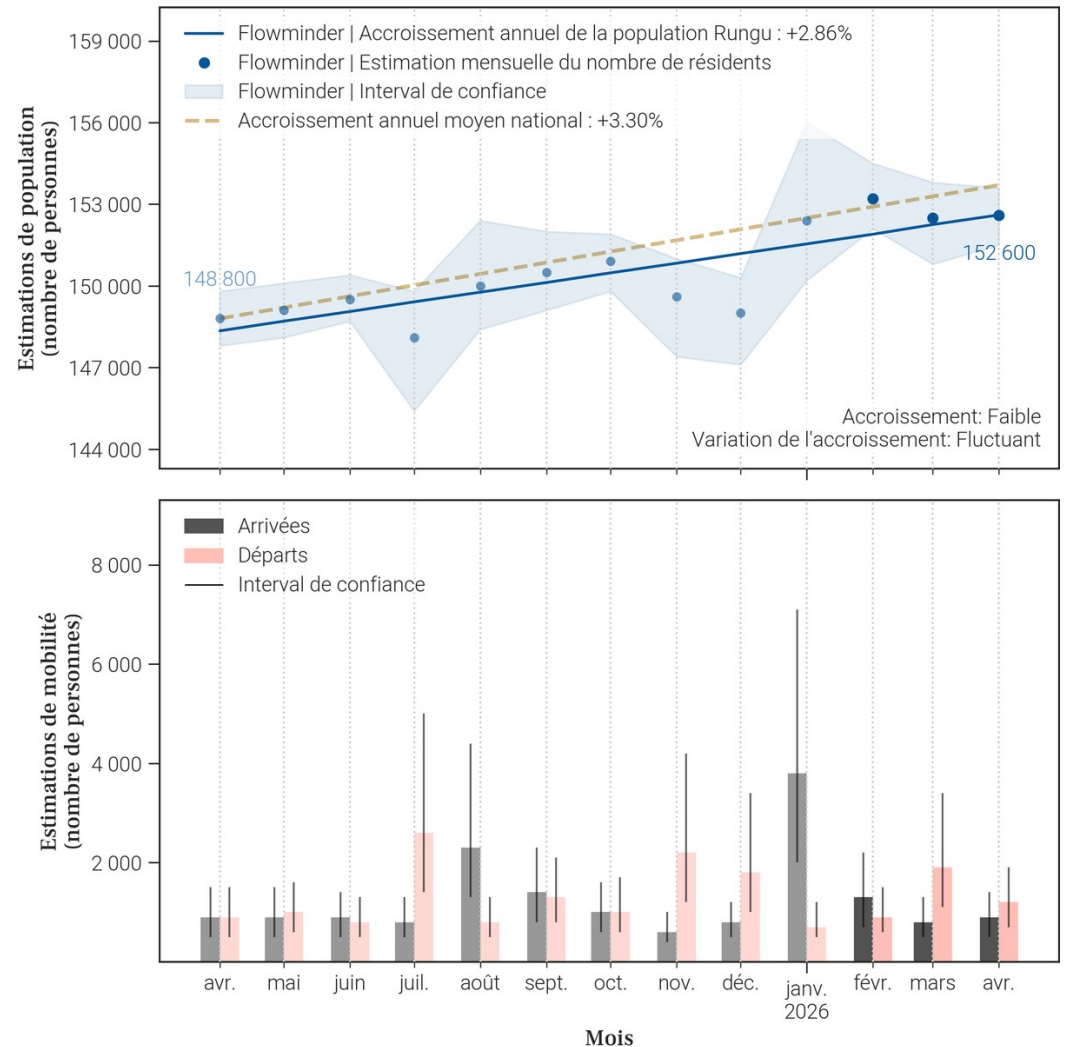 Flowminder | Accroissement annuel de la population Rungu : +2.86%
Flowminder | Estimation mensuelle du nombre de résidents
Flowminder | Interval de confiance
Accroissement annuel moyen national : +3.30%
Estimations de population
(nombre de personnes)
159 000
156 000
153 000
150 000
147 000
144 000
148 800
152 600
Accroissement: Faible
Variation de l'accroissement: Fluctuant
Arrivées
Départs
Interval de confiance
Estimations de mobilité
(nombre de personnes)
8 000
6 000
4 000
2 000
avr. mai juin juil. août sept. oct. nov. déc. janv. févr. mars avr.
2026
Mois